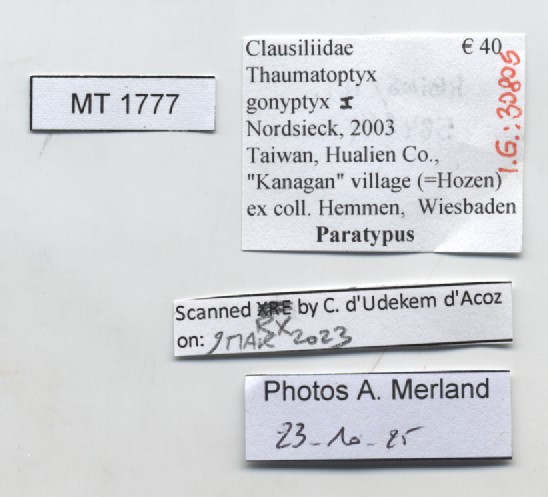 MT 1777
Clausiliidae € 40
Thaumatoptyx
gonyptyx
Nordsieck, 2003
Taiwan, Hualien Co.,
"Kanagan" village (=Hozen)
ex coll. Hemmen, Wiesbaden
Paratypus
I.G.: 30805
Scanned XRE by C. d'Udekem d'Acoz
RX
on: 9 MAR 2023
Photos A. Merland
23-10-25